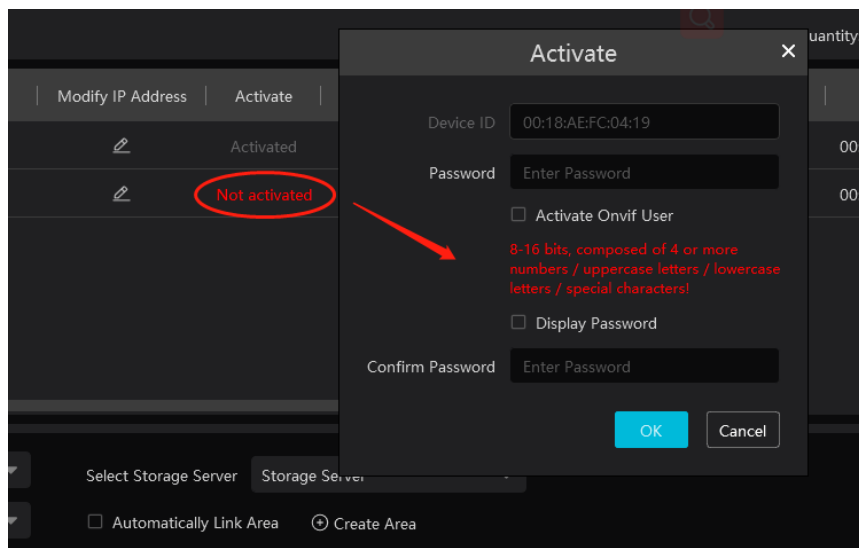 uantity
Activate
Modify IP Address Activate
Device ID 00:18:AE:FC:04:19
Activated 00
Password Enter Password
Not activated 00
Activate Onvif User
8-16 bits, composed of 4 or more
numbers / uppercase letters / lowercase
letters / special characters!
Display Password
Confirm Password Enter Password
OK Cancel
Select Storage Server Storage Server
Automatically Link Area Create Area